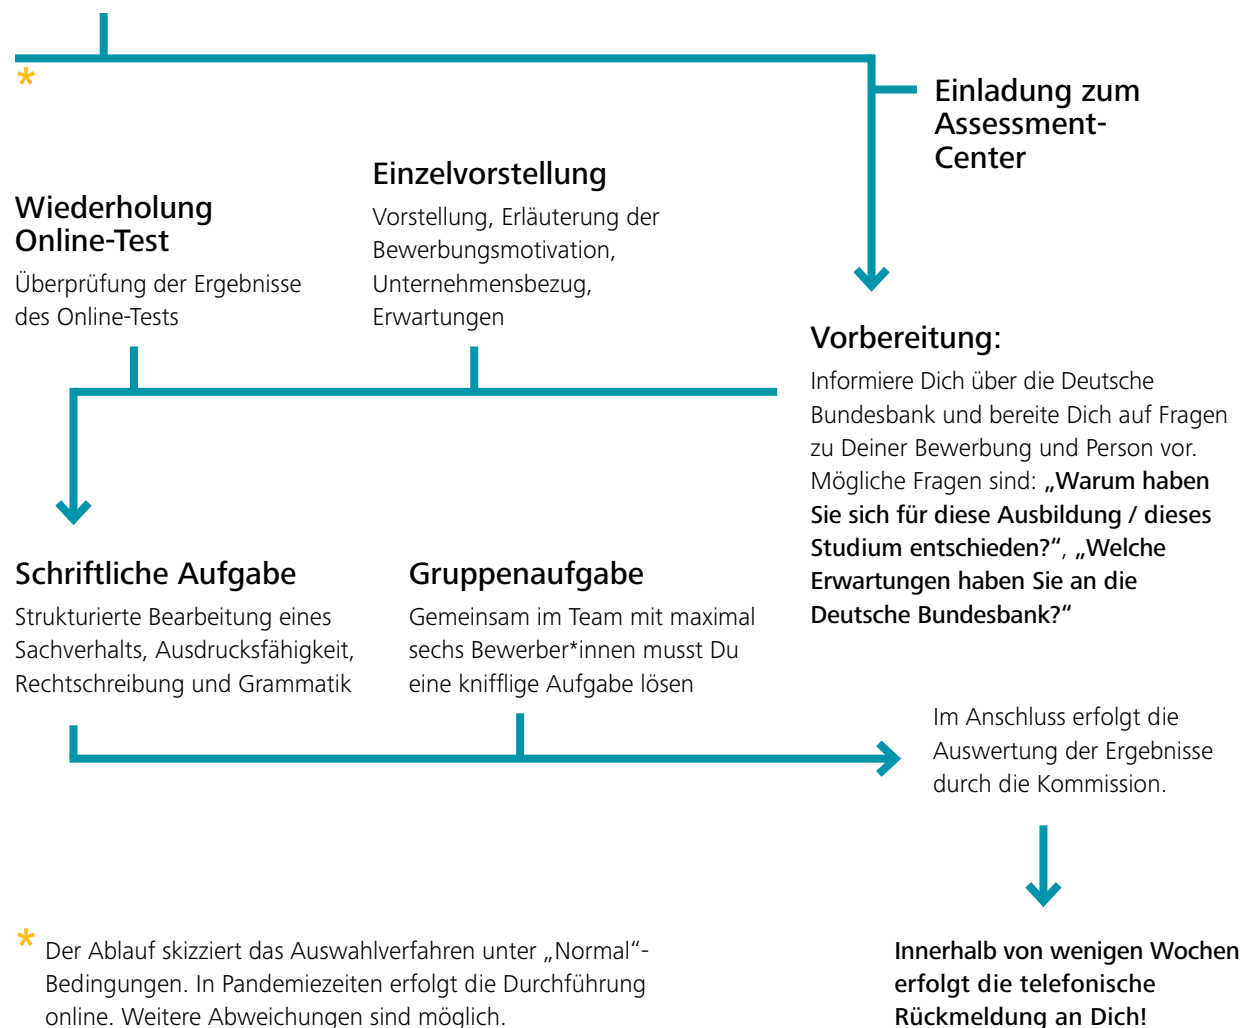 *
Einladung zum
Assessment-
Center
Vorbereitung:
Informiere Dich über die Deutsche
Bundesbank und bereite Dich auf Fragen
zu Deiner Bewerbung und Person vor.
Mögliche Fragen sind: „Warum haben
Sie sich für diese Ausbildung / dieses
Studium entschieden?“, „Welche
Erwartungen haben Sie an die
Deutsche Bundesbank?“
Einzelvorstellung
Vorstellung, Erläuterung der
Bewerbungsmotivation,
Unternehmensbezug,
Erwartungen
Wiederholung
Online-Test
Überprüfung der Ergebnisse
des Online-Tests
Schriftliche Aufgabe
Strukturierte Bearbeitung eines
Sachverhalts, Ausdrucksfähigkeit,
Rechtschreibung und Grammatik
Gruppenaufgabe
Gemeinsam im Team mit maximal
sechs Bewerber*innen musst Du
eine knifflige Aufgabe lösen
Im Anschluss erfolgt die
Auswertung der Ergebnisse
durch die Kommission.
Innerhalb von wenigen Wochen
erfolgt die telefonische
Rückmeldung an Dich!
* Der Ablauf skizziert das Auswahlverfahren unter „Normal“-
Bedingungen. In Pandemiezeiten erfolgt die Durchführung
online. Weitere Abweichungen sind möglich.